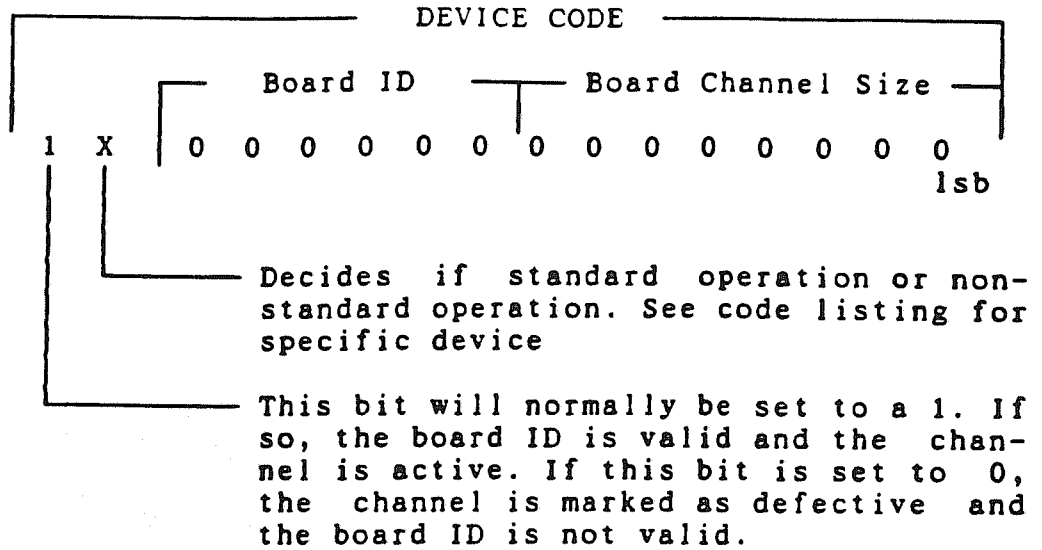 DEVICE CODE
Board ID Board Channel Size
1 X 0 0 0 0 0 0 0 0 0 0 0 0 0 0
lsb
Decides if standard operation or non-
standard operation. See code listing for
specific device
This bit will normally be set to a 1. If
so, the board ID is valid and the chan-
nel is active. If this bit is set to 0,
the channel is marked as defective and
the board ID is not valid.